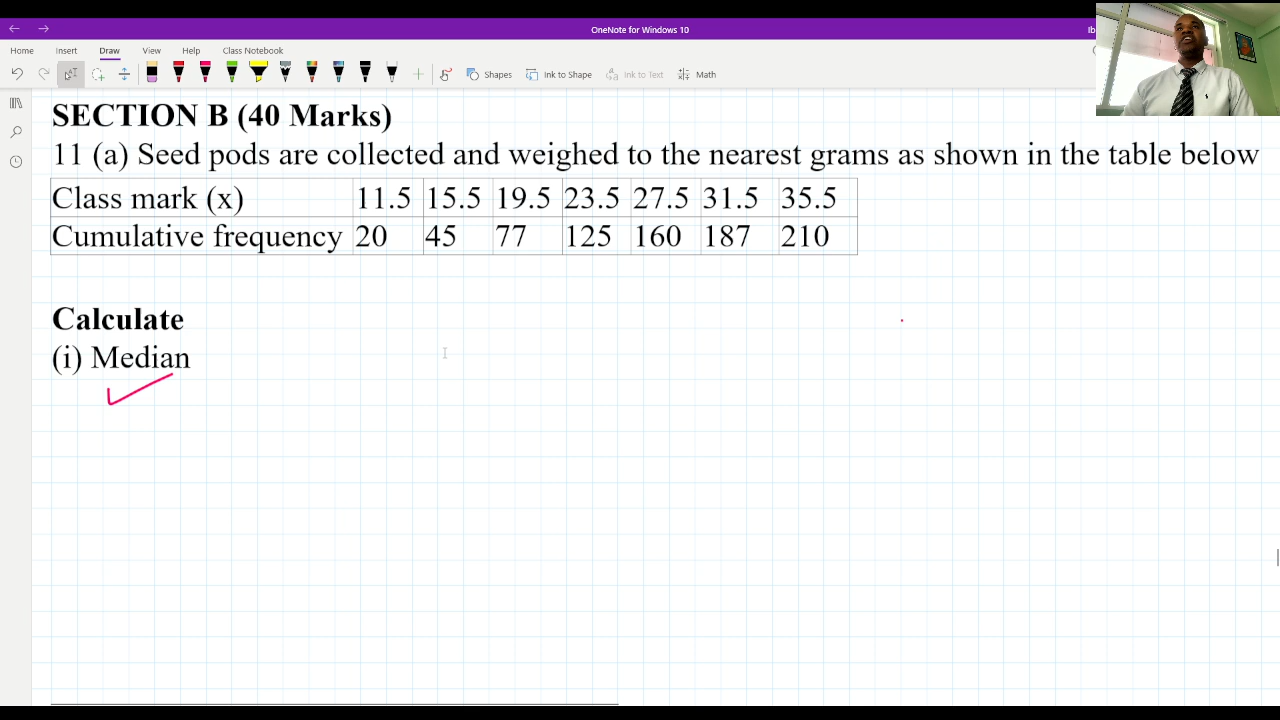 OneNote for Windows 10
Home Insert Draw View Help Class Notebook
Shapes Ink to Shape Ink to Text Math
SECTION B (40 Marks)
11 (a) Seed pods are collected and weighed to the nearest grams as shown in the table below
Class mark (x) 11.5 15.5 19.5 23.5 27.5 31.5 35.5
Cumulative frequency 20 45 77 125 160 187 210
Calculate
(i) Median